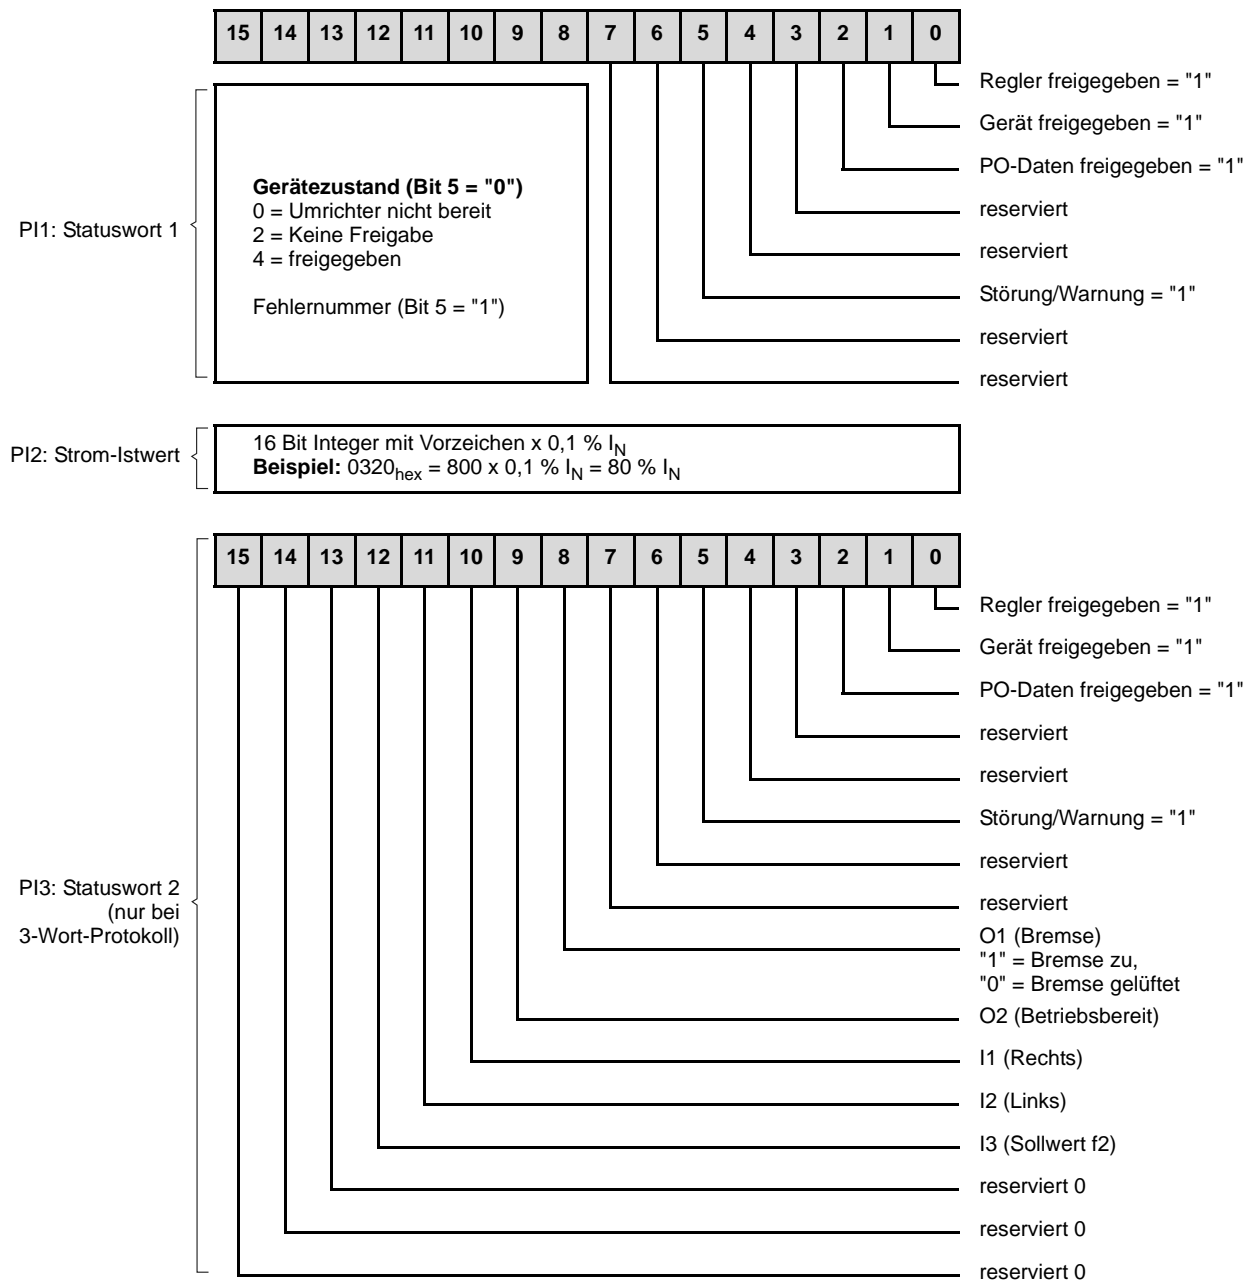 15 14 13 12 11 10 9 8 7 6 5 4 3 2 1 0
Regler freigegeben = "1"
Gerät freigegeben = "1"
PO-Daten freigegeben = "1"
reserviert
reserviert
Störung/Warnung = "1"
reserviert
reserviert
PI1: Statuswort 1
Gerätezustand (Bit 5 = "0")
0 = Umrichter nicht bereit
2 = Keine Freigabe
4 = freigegeben
Fehlernummer (Bit 5 = "1")
PI2: Strom-Istwert
16 Bit Integer mit Vorzeichen x 0,1 % IN
Beispiel: 0320hex = 800 x 0,1 % IN = 80 % IN
15 14 13 12 11 10 9 8 7 6 5 4 3 2 1 0
Regler freigegeben = "1"
Gerät freigegeben = "1"
PO-Daten freigegeben = "1"
reserviert
reserviert
Störung/Warnung = "1"
reserviert
reserviert
PI3: Statuswort 2
(nur bei
3-Wort-Protokoll)
O1 (Bremse)
"1" = Bremse zu,
"0" = Bremse gelüftet
O2 (Betriebsbereit)
I1 (Rechts)
I2 (Links)
I3 (Sollwert f2)
reserviert 0
reserviert 0
reserviert 0